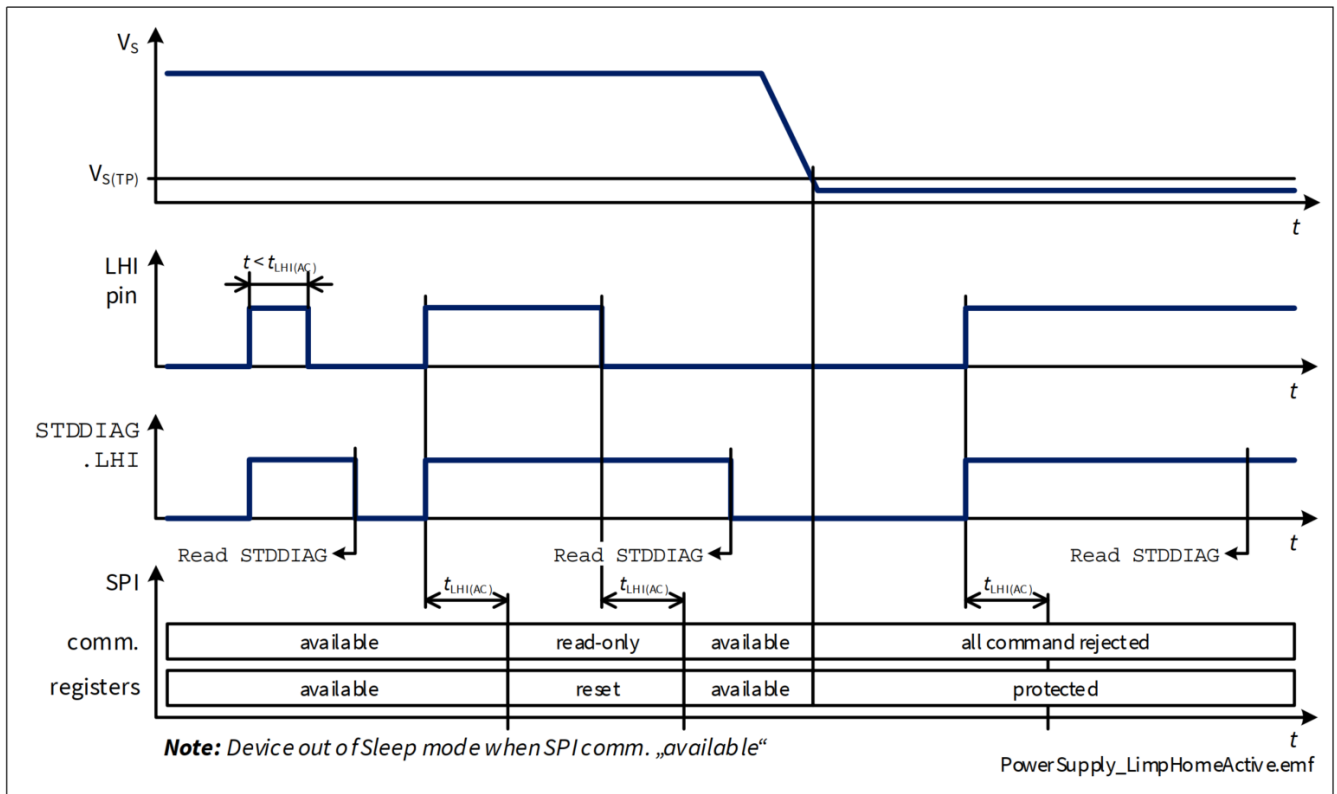 VS
VS(TP)
t
LHI
pin
t < tLHI(AC)
t
STDDIAG
.LHI
t
Read STDDIAG
Read STDDIAG
Read STDDIAG
SPI
tLHI(AC)
tLHI(AC)
tLHI(AC)
comm.
available
read-only
available
all command rejected
registers
available
reset
available
protected
t
Note: Device out of Sleep mode when SPI comm. „available“
PowerSupply_LimpHomeActive.emf